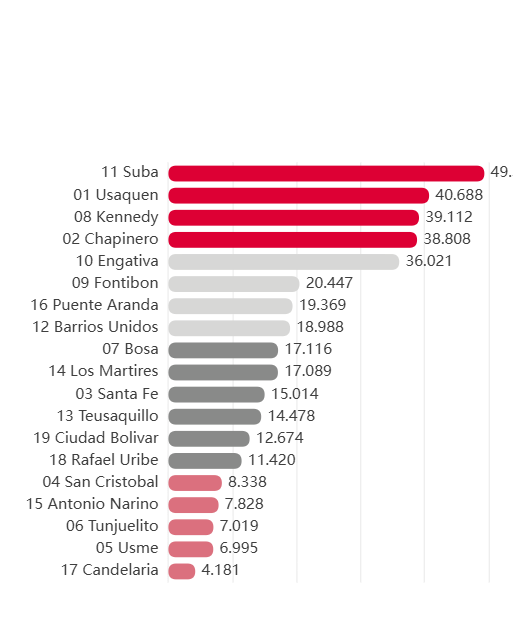 11 Suba 49.
01 Usaquen 40.688
08 Kennedy 39.112
02 Chapinero 38.808
10 Engativa 36.021
09 Fontibon 20.447
16 Puente Aranda 19.369
12 Barrios Unidos 18.988
07 Bosa 17.116
14 Los Martires 17.089
03 Santa Fe 15.014
13 Teusaquillo 14.478
19 Ciudad Bolivar 12.674
18 Rafael Uribe 11.420
04 San Cristobal 8.338
15 Antonio Narino 7.828
06 Tunjuelito 7.019
05 Usme 6.995
17 Candelaria 4.181